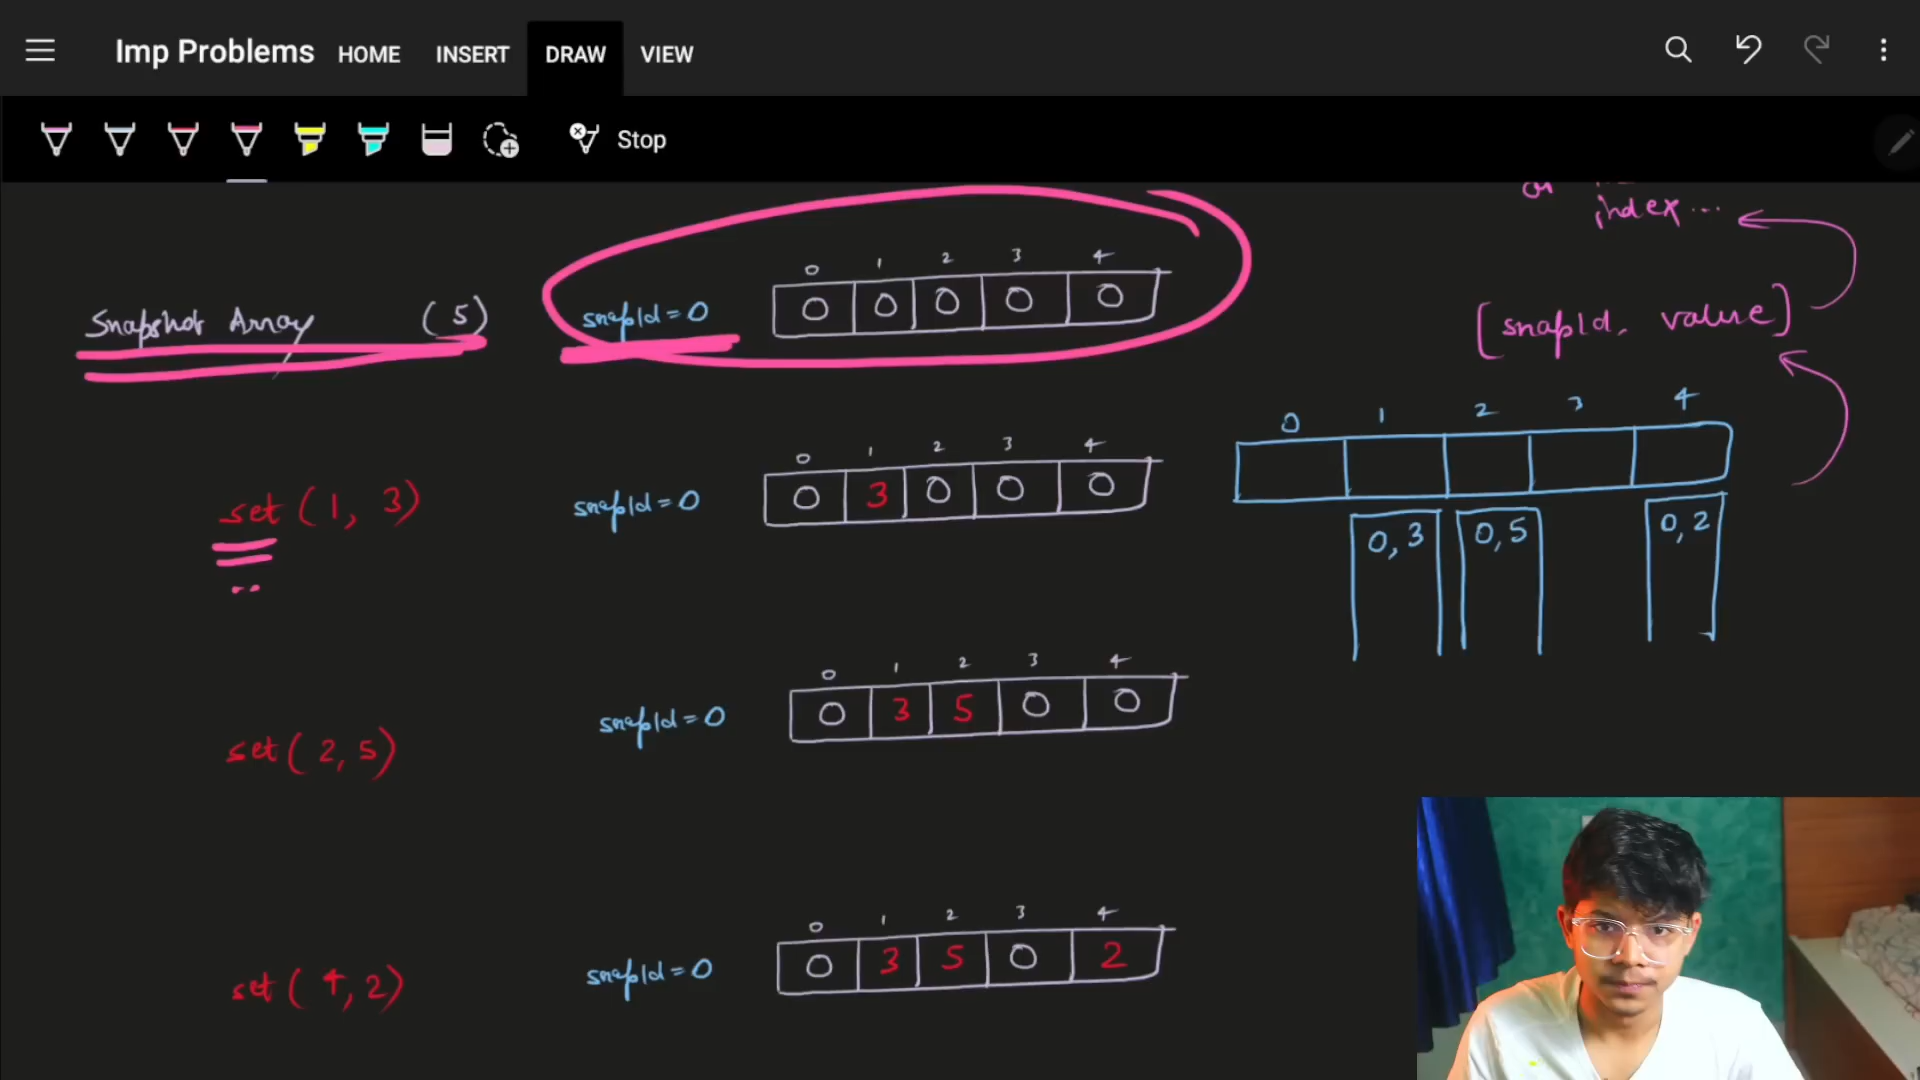 Imp Problems HOME INSERT DRAW VIEW
Stop
or
index...
Snapshot Array (5)
snapId = 0
0 1 2 3 4
0 0 0 0 0
[snapId, value]
set (1, 3)
snapId = 0
0 1 2 3 4
0 3 0 0 0
0 1 2 3 4
0, 3 0, 5 0, 2
set (2, 5)
snapId = 0
0 1 2 3 4
0 3 5 0 0
set (4, 2)
snapId = 0
0 1 2 3 4
0 3 5 0 2